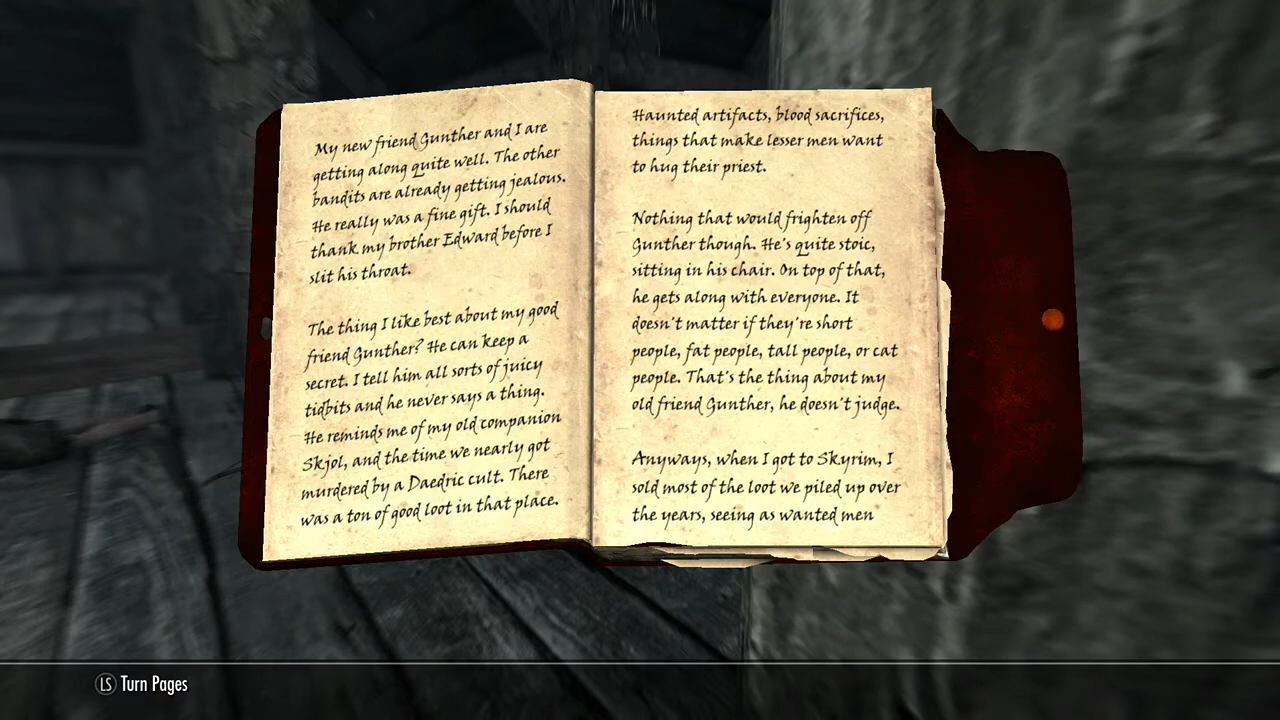 My new friend Gunther and I are
getting along quite well. The other
bandits are already getting jealous.
He really was a fine gift. I should
thank my brother Edward before I
slit his throat.
The thing I like best about my good
friend Gunther? He can keep a
secret. I tell him all sorts of juicy
tidbits and he never says a thing.
He reminds me of my old companion
Skjol, and the time we nearly got
murdered by a Daedric cult. There
was a ton of good loot in that place.
Haunted artifacts, blood sacrifices,
things that make lesser men want
to hug their priest.
Nothing that would frighten off
Gunther though. He's quite stoic,
sitting in his chair. On top of that,
he gets along with everyone. It
doesn't matter if they're short
people, fat people, tall people, or cat
people. That's the thing about my
old friend Gunther, he doesn't judge.
Anyways, when I got to Skyrim, I
sold most of the loot we piled up over
the years, seeing as wanted men
LS Turn Pages